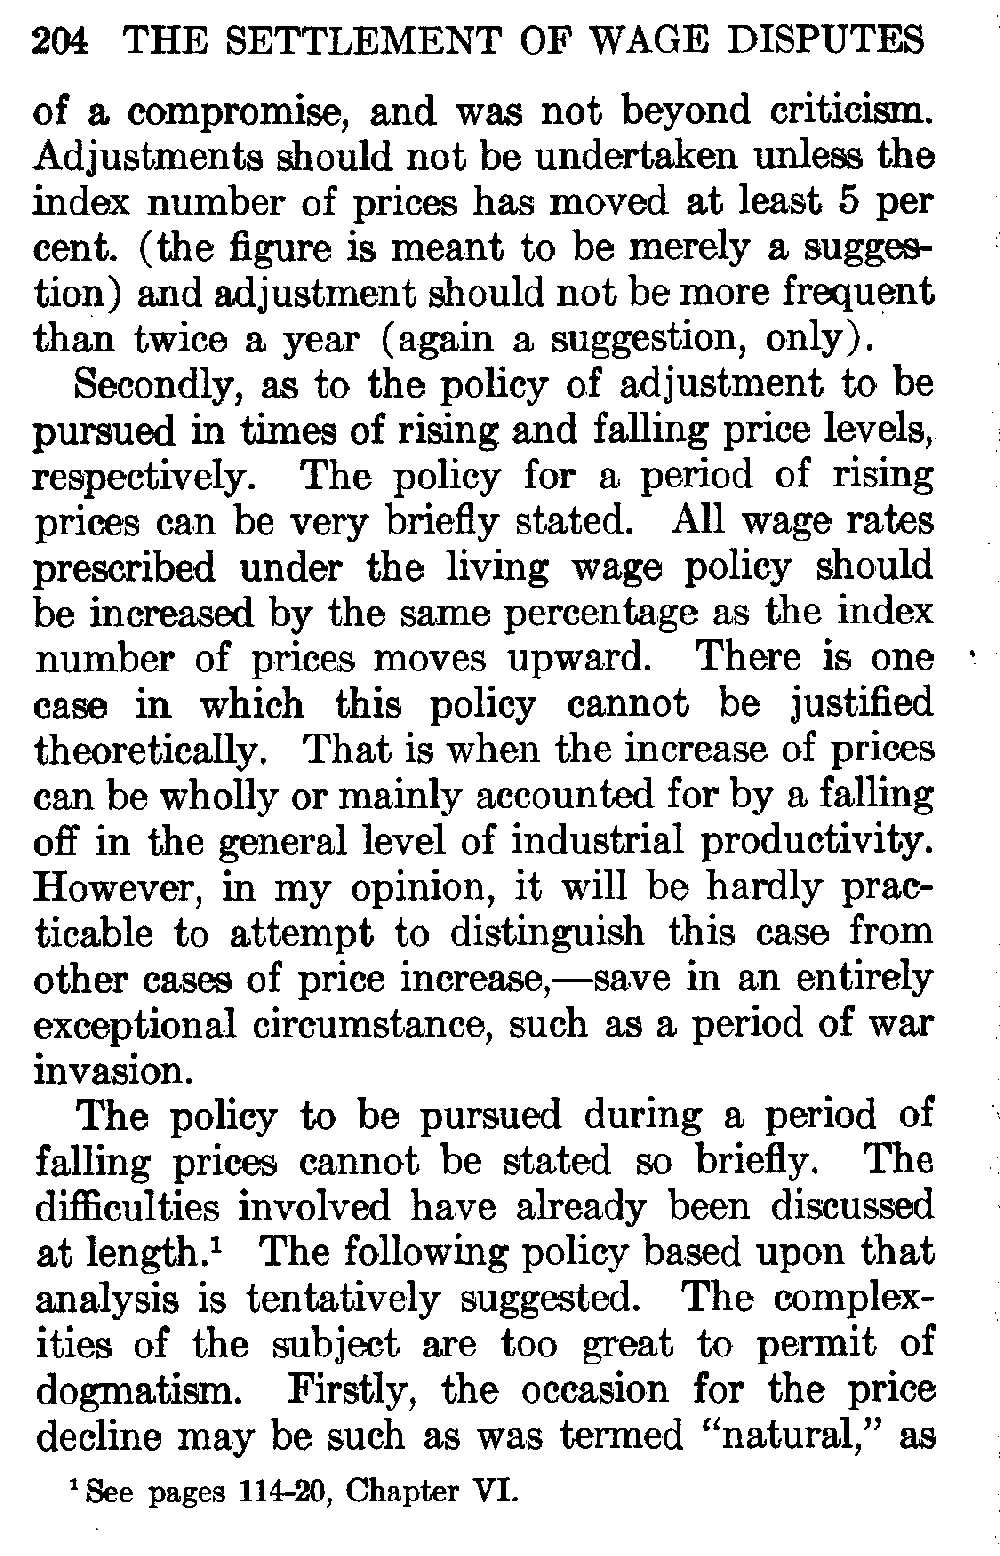 204 THE SETTLEMENT OF WAGE DISPUTES
of a compromise, and was not beyond criticism.
Adjustments should not be undertaken unless the
index number of prices has moved at least 5 per
cent. (the figure is meant to be merely a sugges-
tion) and adjustment should not be more frequent
than twice a year (again a suggestion, only).
Secondly, as to the policy of adjustment to be
pursued in times of rising and falling price levels,
respectively. The policy for a period of rising
prices can be very briefly stated. All wage rates
prescribed under the living wage policy should
be increased by the same percentage as the index
number of prices moves upward. There is one
case in which this policy cannot be justified
theoretically. That is when the increase of prices
can be wholly or mainly accounted for by a falling
off in the general level of industrial productivity.
However, in my opinion, it will be hardly prac-
ticable to attempt to distinguish this case from
other cases of price increase,—save in an entirely
exceptional circumstance, such as a period of war
invasion.
The policy to be pursued during a period of
falling prices cannot be stated so briefly. The
difficulties involved have already been discussed
at length.¹ The following policy based upon that
analysis is tentatively suggested. The complex-
ities of the subject are too great to permit of
dogmatism. Firstly, the occasion for the price
decline may be such as was termed “natural,” as
¹ See pages 114–20, Chapter VI.